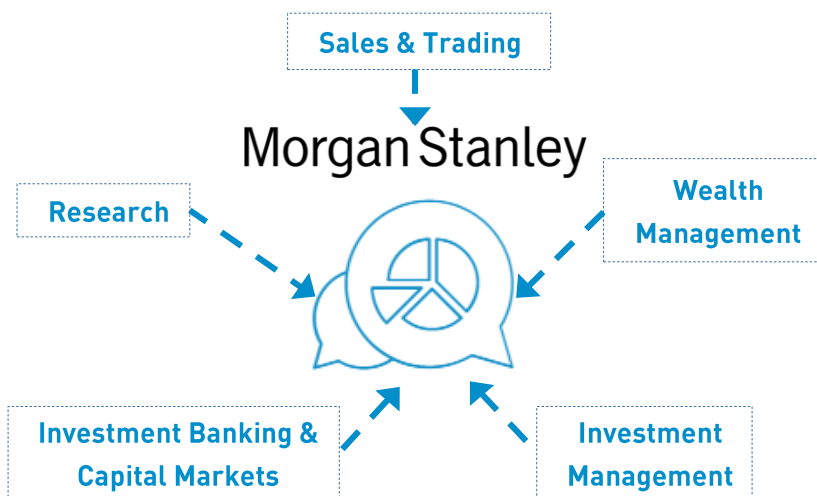 Sales & Trading
Morgan Stanley
Research
Wealth
Management
Investment Banking &
Capital Markets
Investment
Management